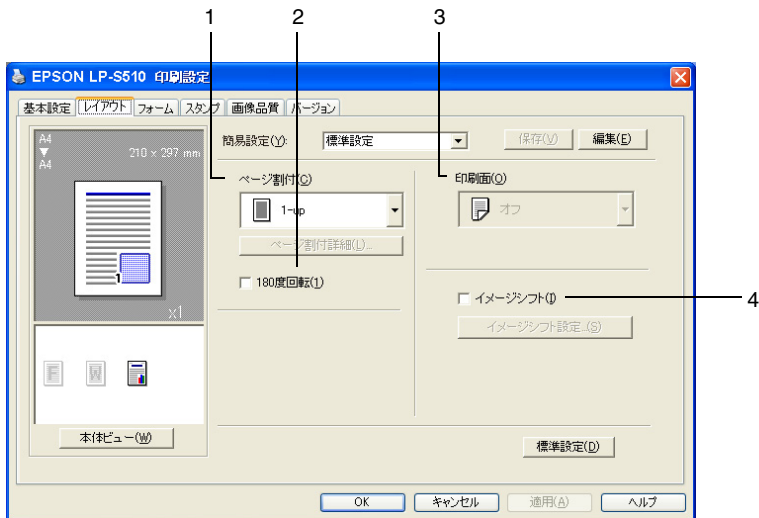 1 2 3
EPSON LP-S510 印刷設定
基本設定 レイアウト フォーム スタンプ 画像品質 バージョン
A4
▼
A4
210 × 297 mm
1
x1
F W
本体ビュー(W)
簡易設定(Y): 標準設定 保存(V) 編集(E)
ページ割付(C)
1-up
ページ割付詳細(L)...
180度回転(1)
印刷面(O)
オフ
イメージシフト(I)
4
イメージシフト設定...(S)
標準設定(D)
OK キャンセル 適用(A) ヘルプ